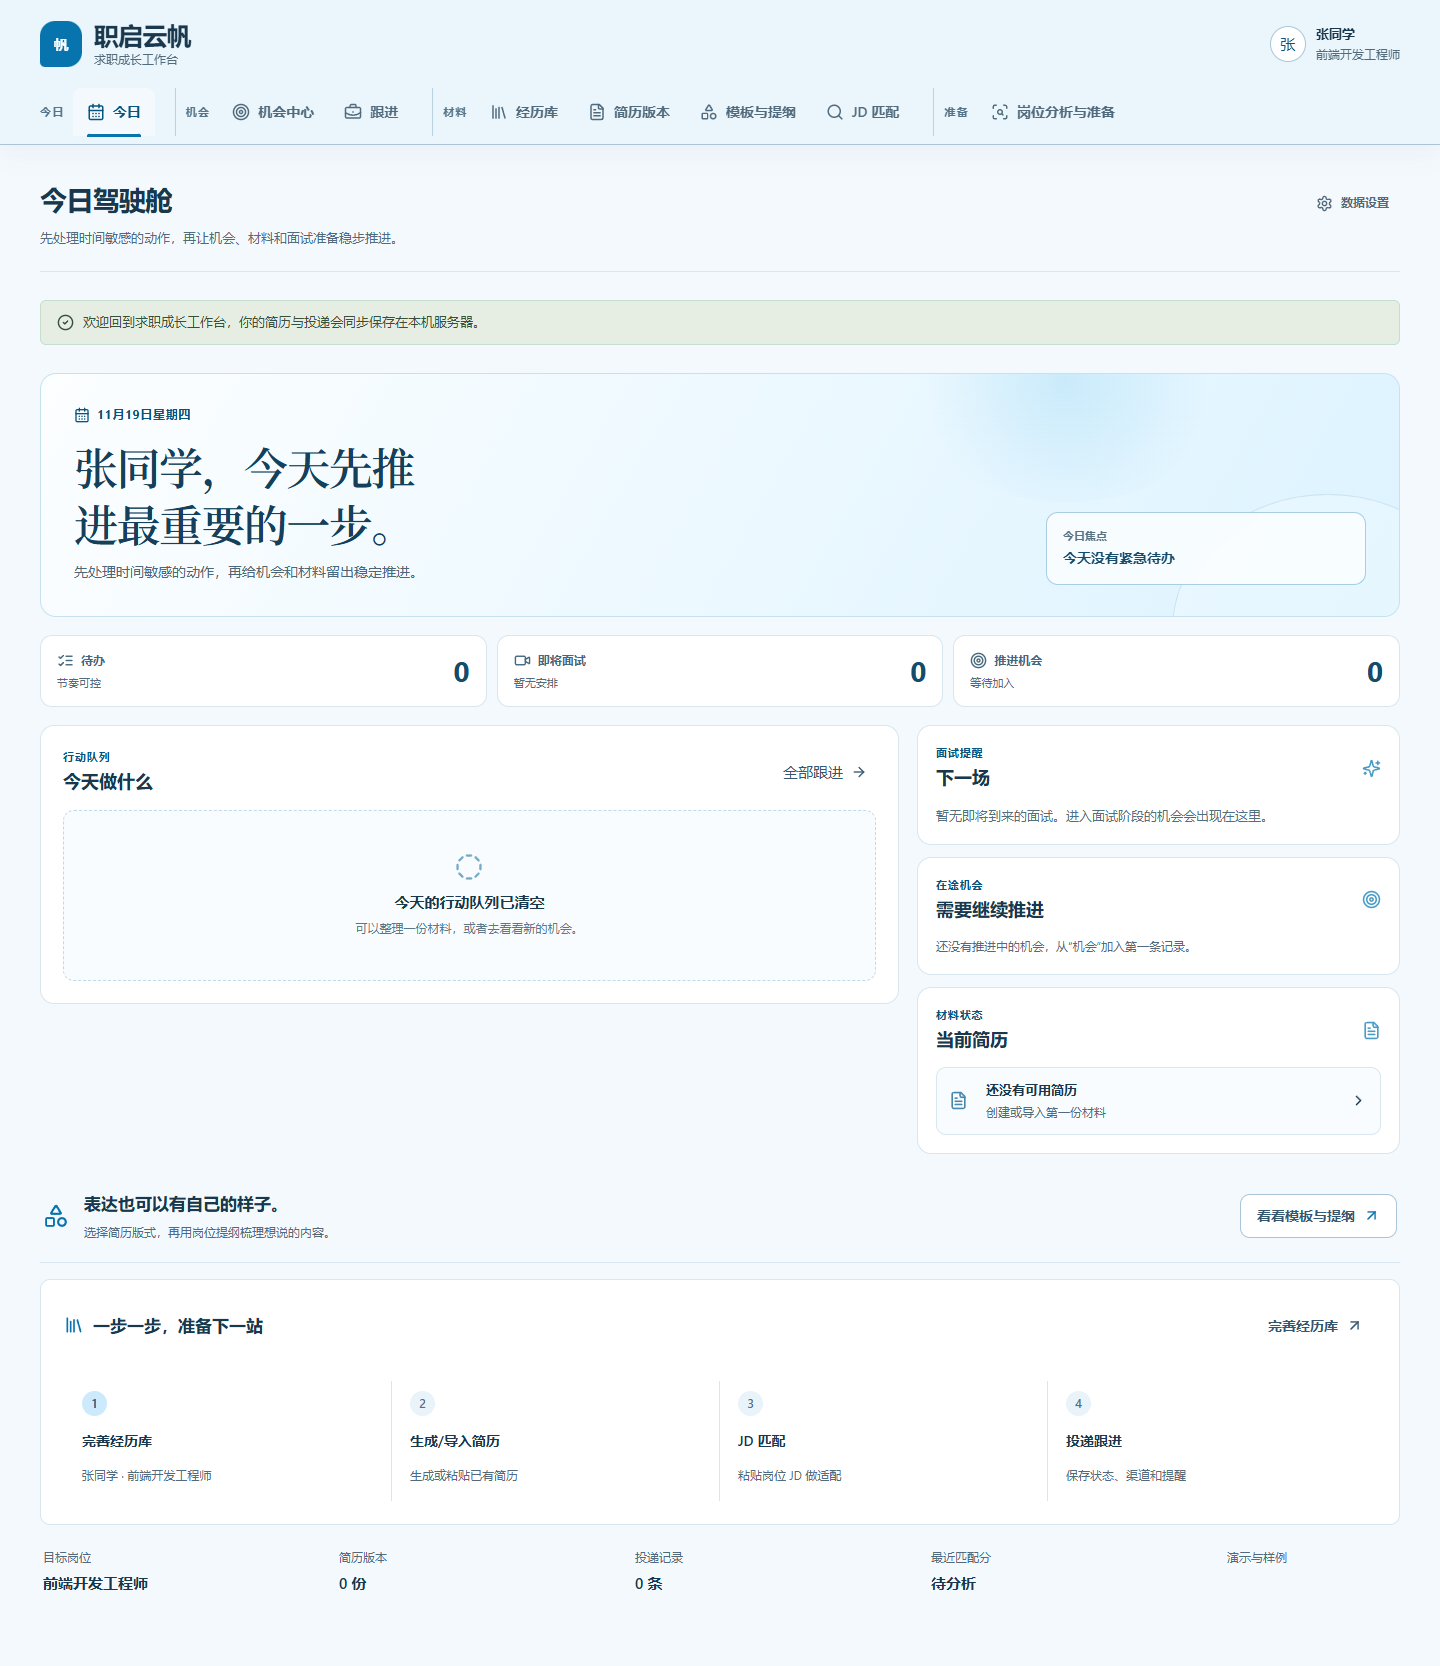 帆
职启云帆
求职成长工作台
张
张同学
前端开发工程师
今日
今日
机会
机会中心
跟进
材料
经历库
简历版本
模板与提纲
JD 匹配
准备
岗位分析与准备
今日驾驶舱
数据设置
先处理时间敏感的动作，再让机会、材料和面试准备稳步推进。
欢迎回到求职成长工作台，你的简历与投递会同步保存在本机服务器。
11月19日星期四
张同学，今天先推
进最重要的一步。
先处理时间敏感的动作，再给机会和材料留出稳定推进。
今日焦点
今天没有紧急待办
待办
节奏可控
0
即将面试
暂无安排
0
推进机会
等待加入
0
行动队列
今天做什么
全部跟进
今天的行动队列已清空
可以整理一份材料，或者去看看新的机会。
面试提醒
下一场
暂无即将到来的面试。进入面试阶段的机会会出现在这里。
在途机会
需要继续推进
还没有推进中的机会，从“机会”加入第一条记录。
材料状态
当前简历
还没有可用简历
创建或导入第一份材料
表达也可以有自己的样子。
选择简历版式，再用岗位提纲梳理想说的内容。
看看模板与提纲
一步一步，准备下一站
完善经历库
1
完善经历库
张同学 · 前端开发工程师
2
生成/导入简历
生成或粘贴已有简历
3
JD 匹配
粘贴岗位 JD 做适配
4
投递跟进
保存状态、渠道和提醒
目标岗位
前端开发工程师
简历版本
0 份
投递记录
0 条
最近匹配分
待分析
演示与样例